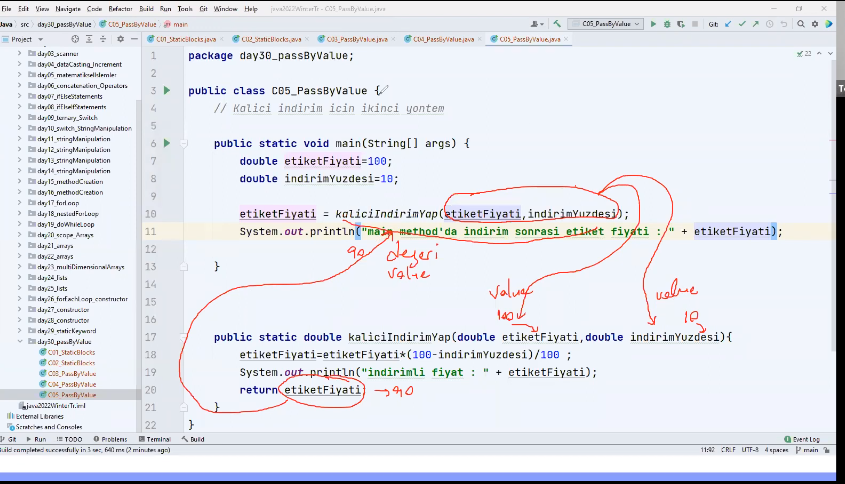 File Edit View Navigate Code Refactor Build Run Tools Git Window Help java2022WinterTr - C05_PassByValue.java
Java src day30_passByValue C05_PassByValue main C05_PassByValue Git:
Project C01_StaticBlocks.java C02_StaticBlocks.java C03_PassByValue.java C04_PassByValue.java C05_PassByValue.java
day03_scanner
day04_dataCasting_Increment
day05_matematikselIslemler
day06_concatenation_Operators
day07_ifElseStatements
day08_ifElseStatements
day09_ternary_Switch
day10_switch_StringManipulation
day11_stringManipulation
day12_stringManipulation
day13_stringManipulation
day14_stringManipulation
day15_methodCreation
day16_methodCreation
day17_forLoop
day18_nestedForLoop
day19_doWhileLoop
day20_scope_Arrays
day21_arrays
day22_arrays
day23_multiDimensionalArrays
day24_lists
day25_lists
day26_forEachLoop_constructor
day27_constructor
day28_constructor
day29_staticKeyword
day30_passByValue
C01_StaticBlocks
C02_StaticBlocks
C03_PassByValue
C04_PassByValue
C05_PassByValue
java2022WinterTr.iml
External Libraries
Scratches and Consoles
23
1 package day30_passByValue;
2
3 public class C05_PassByValue {
4 // Kalici indirim icin ikinci yontem
5
6 public static void main(String[] args) {
7 double etiketFiyati=100;
8 double indirimYuzdesi=10;
9
10 etiketFiyati = kaliciIndirimYap(etiketFiyati,indirimYuzdesi);
11 System.out.println("main method'da indirim sonrasi etiket fiyati : " + etiketFiyati);
90 degeri
value
13 }
value value
100 10
16
17 public static double kaliciIndirimYap(double etiketFiyati,double indirimYuzdesi){
18 etiketFiyati=etiketFiyati*(100-indirimYuzdesi)/100 ;
19 System.out.println("indirimli fiyat : " + etiketFiyati);
20 return etiketFiyati → 90
21 }
22 }
Git Run TODO Problems Terminal Build Event Log
Build completed successfully in 3 sec, 640 ms (2 minutes ago) 11:92 CRLF UTF-8 4 spaces main